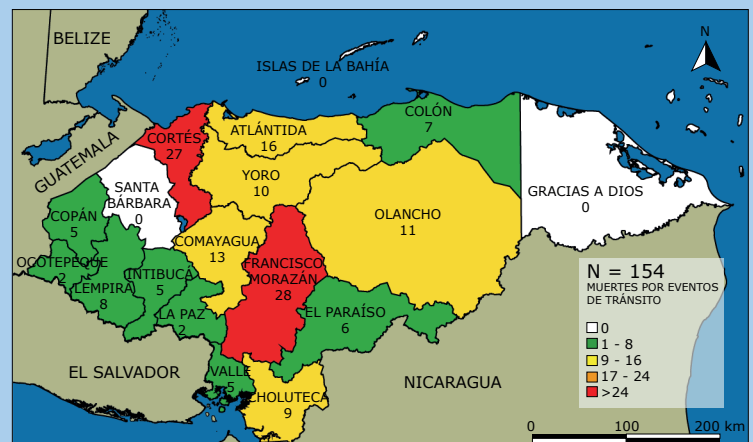 BELIZE
N
ISLAS DE LA BAHÍA
0
GUATEMALA
CORTÉS
27
ATLÁNTIDA
16
COLÓN
7
YORO
10
SANTA
BÁRBARA
0
GRACIAS A DIOS
0
COPÁN
5
OLANCHO
11
COMAYAGUA
13
OCOTEPEQUE
2
INTIBUCÁ
5
FRANCISCO
MORAZÁN
28
LEMPIRA
8
LA PAZ
2
EL PARAÍSO
6
EL SALVADOR
VALLE
5
CHOLUTECA
9
NICARAGUA
N = 154
MUERTES POR EVENTOS
DE TRÁNSITO
0
1 - 8
9 - 16
17 - 24
>24
0 100 200 km